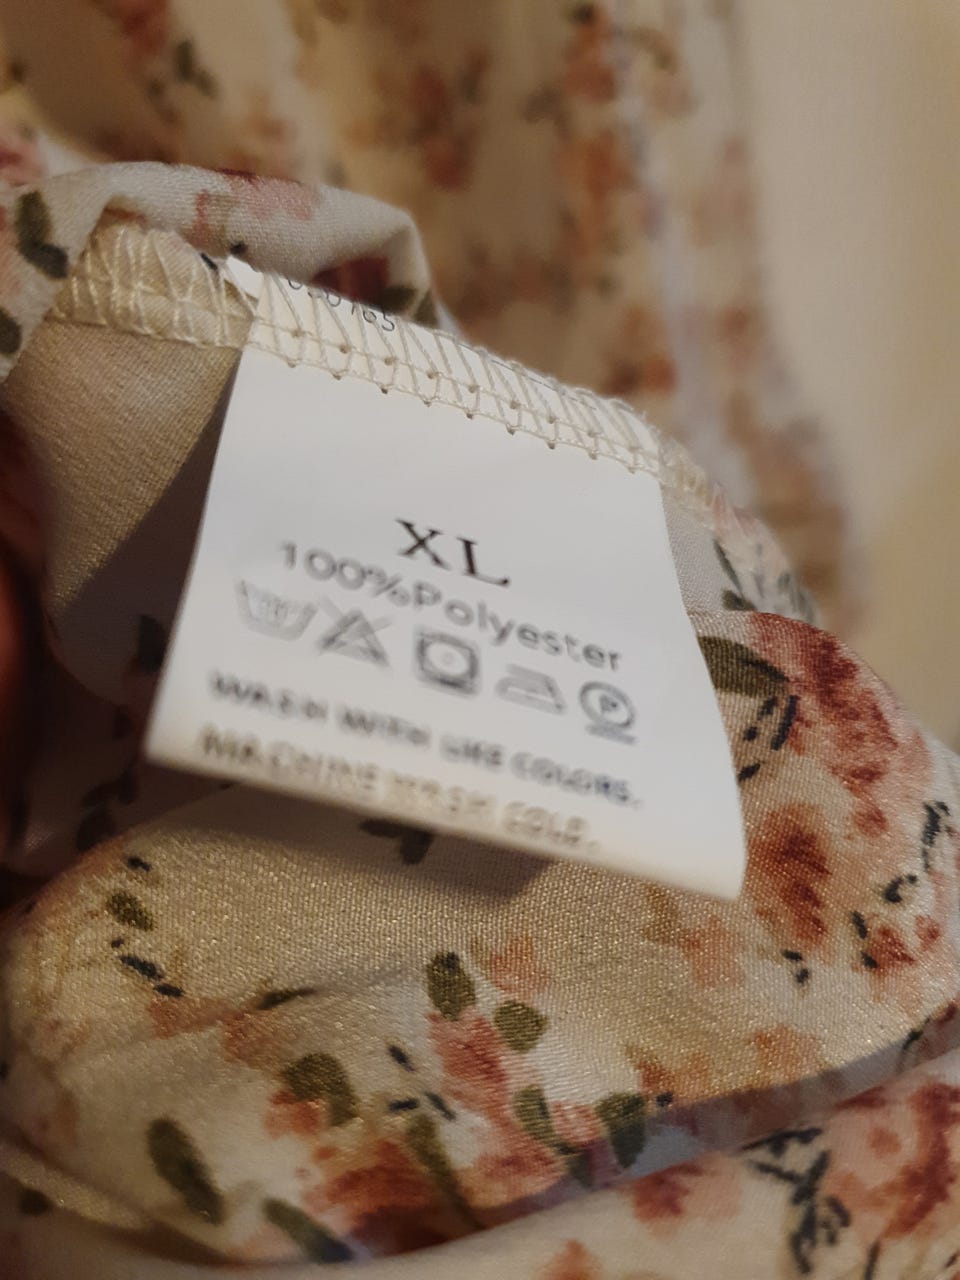 XL
100%Polyester
P
WASH WITH LIKE COLORS.
MACHINE WASH COLD.